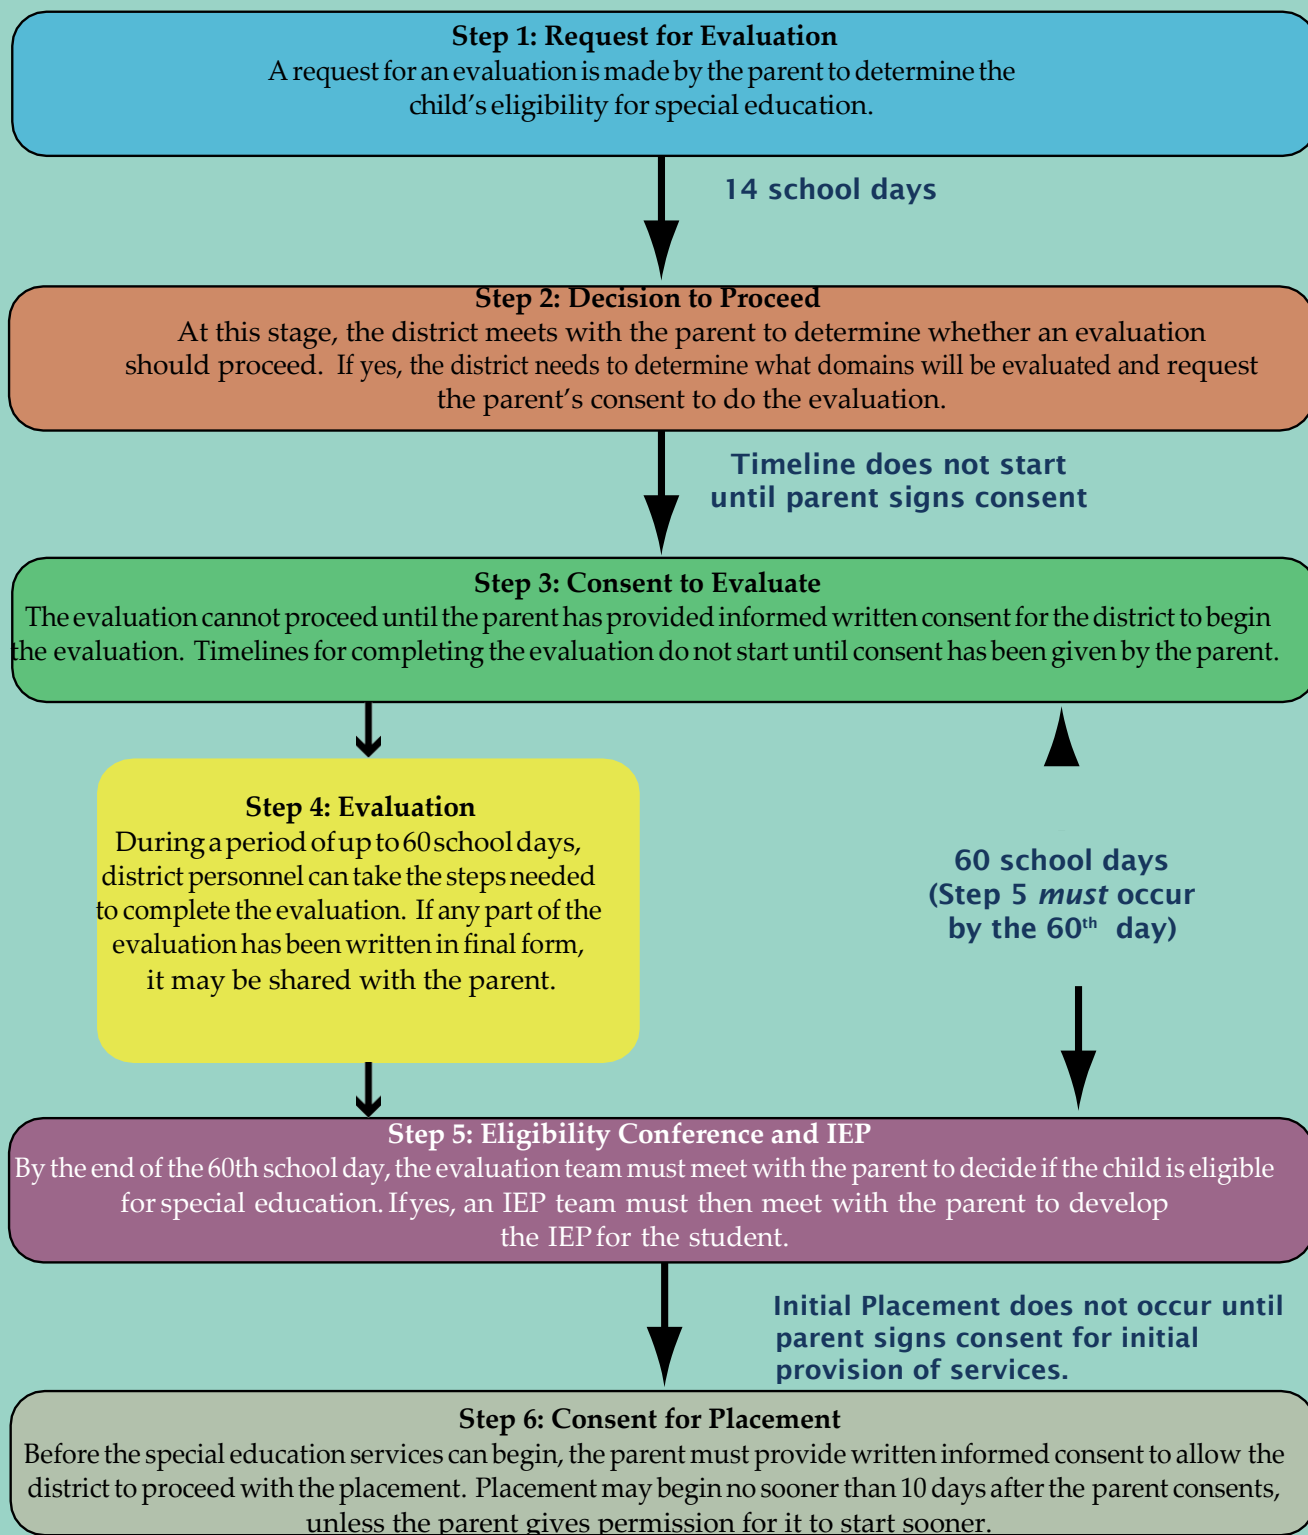 Step 1: Request for Evaluation
A request for an evaluation is made by the parent to determine the
child's eligibility for special education.
14 school days
Step 2: Decision to Proceed
At this stage, the district meets with the parent to determine whether an evaluation
should proceed. If yes, the district needs to determine what domains will be evaluated and request
the parent's consent to do the evaluation.
Timeline does not start
until parent signs consent
Step 3: Consent to Evaluate
The evaluation cannot proceed until the parent has provided informed written consent for the district to begin
the evaluation. Timelines for completing the evaluation do not start until consent has been given by the parent.
Step 4: Evaluation
During a period of up to 60 school days,
district personnel can take the steps needed
to complete the evaluation. If any part of the
evaluation has been written in final form,
it may be shared with the parent.
60 school days
(Step 5 must occur
by the 60th day)
Step 5: Eligibility Conference and IEP
By the end of the 60th school day, the evaluation team must meet with the parent to decide if the child is eligible
for special education. If yes, an IEP team must then meet with the parent to develop
the IEP for the student.
Initial Placement does not occur until
parent signs consent for initial
provision of services.
Step 6: Consent for Placement
Before the special education services can begin, the parent must provide written informed consent to allow the
district to proceed with the placement. Placement may begin no sooner than 10 days after the parent consents,
unless the parent gives permission for it to start sooner.